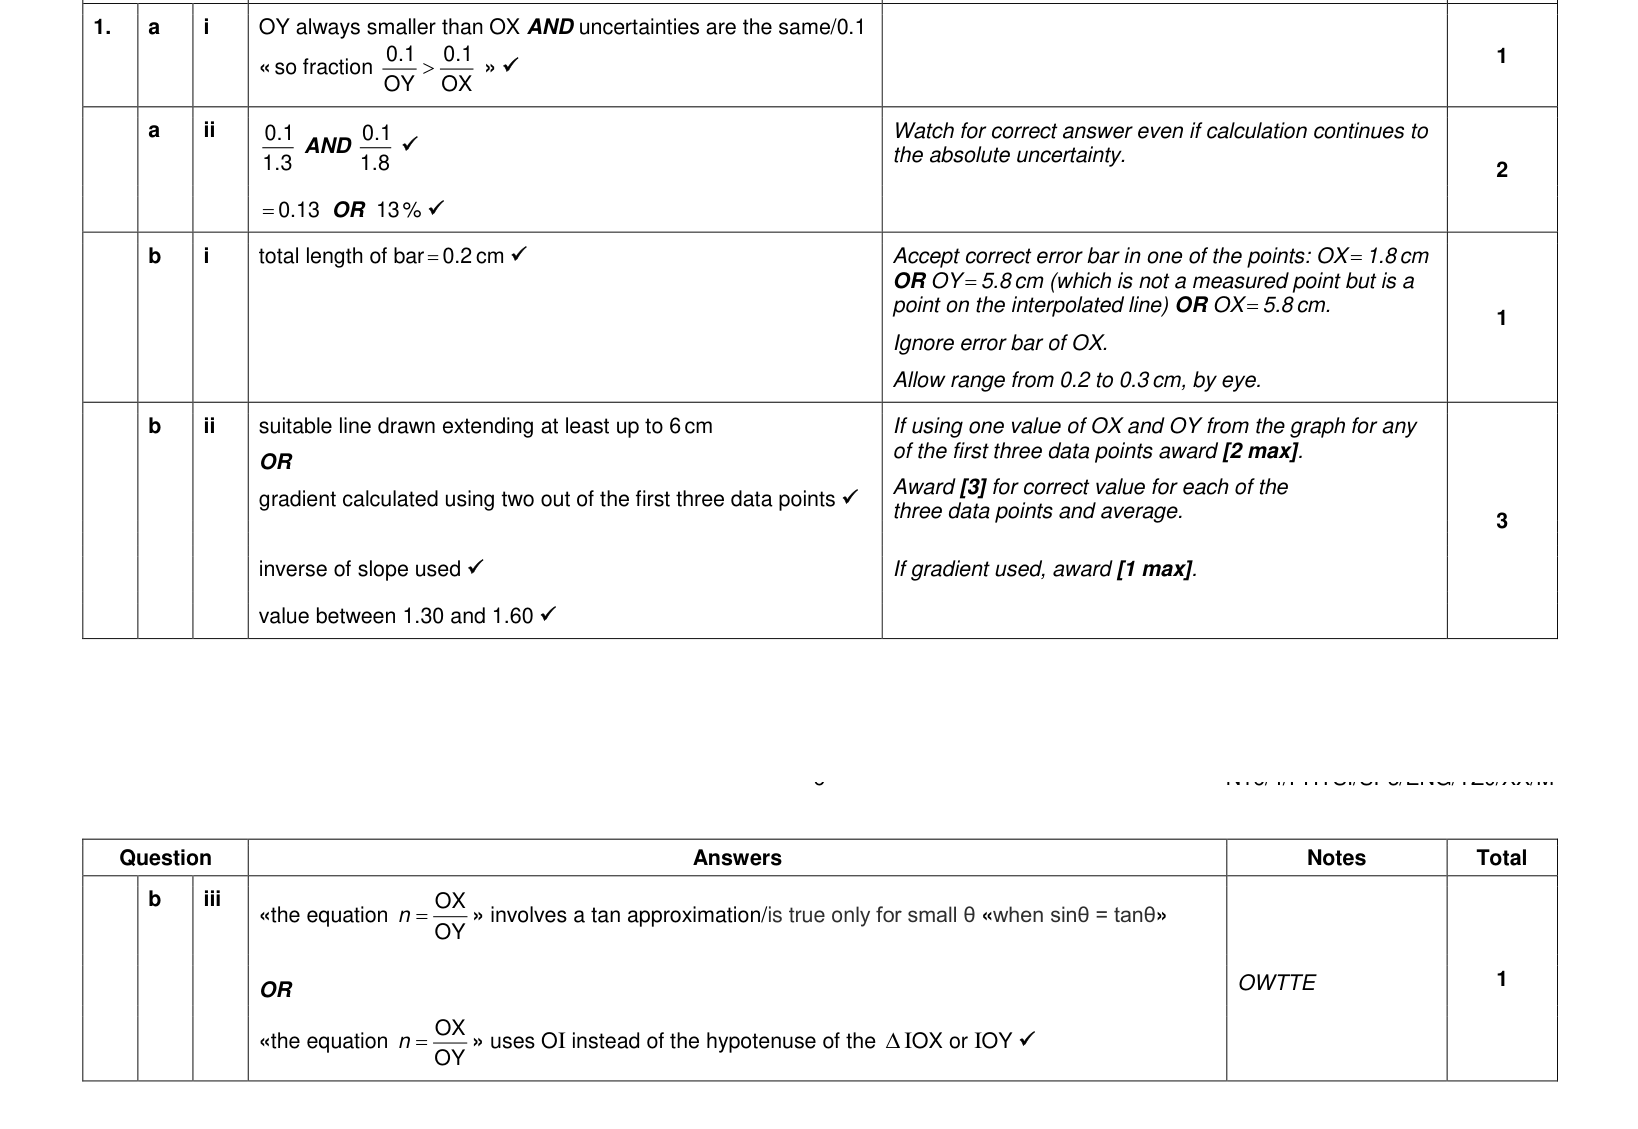 1. a i OY always smaller than OX AND uncertainties are the same/0.1
« so fraction 0.1/OY > 0.1/OX » ✓
1
a ii 0.1/1.3 AND 0.1/1.8 ✓
= 0.13 OR 13% ✓
Watch for correct answer even if calculation continues to
the absolute uncertainty.
2
b i total length of bar = 0.2 cm ✓
Accept correct error bar in one of the points: OX= 1.8 cm
OR OY= 5.8 cm (which is not a measured point but is a
point on the interpolated line) OR OX= 5.8 cm.
Ignore error bar of OX.
Allow range from 0.2 to 0.3 cm, by eye.
1
b ii suitable line drawn extending at least up to 6 cm
OR
gradient calculated using two out of the first three data points ✓
inverse of slope used ✓
value between 1.30 and 1.60 ✓
If using one value of OX and OY from the graph for any
of the first three data points award [2 max].
Award [3] for correct value for each of the
three data points and average.
If gradient used, award [1 max].
3
Question Answers Notes Total
b iii «the equation n = OX/OY » involves a tan approximation/is true only for small θ «when sinθ = tanθ»
OR
«the equation n = OX/OY » uses OI instead of the hypotenuse of the Δ IOX or IOY ✓
OWTTE
1